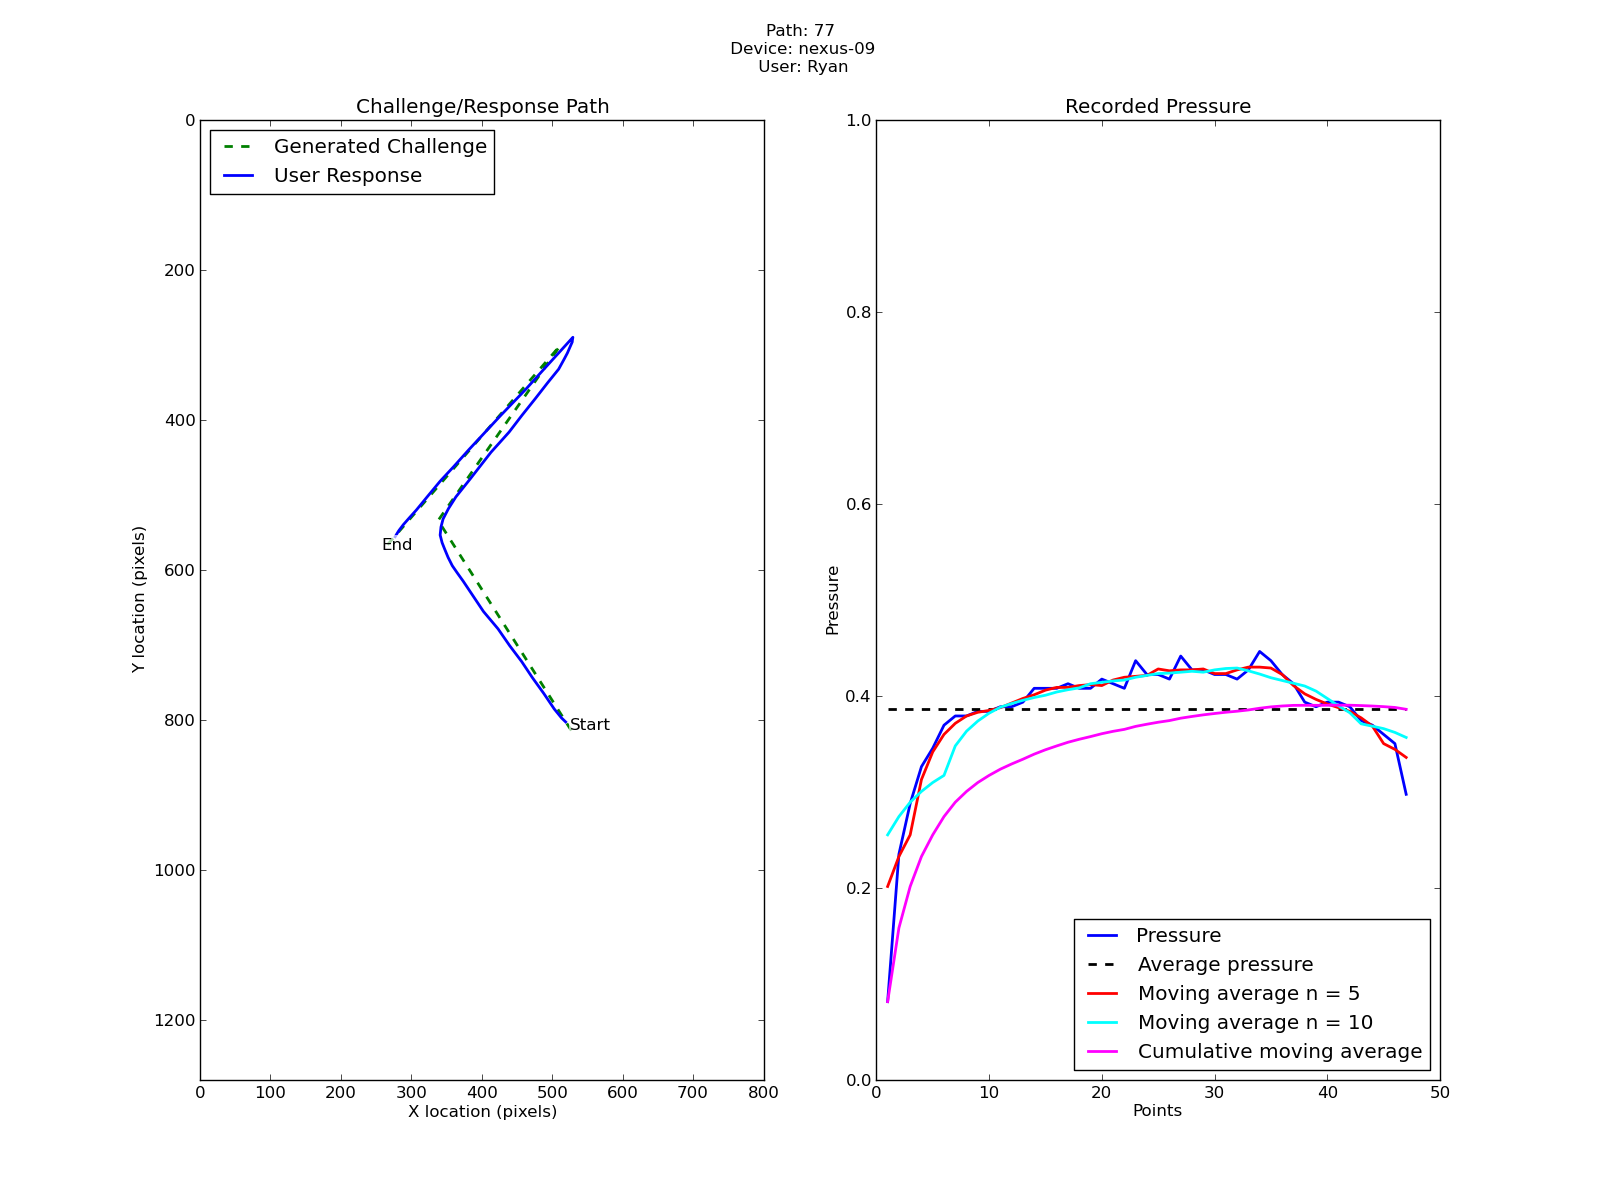 Path: 77
Device: nexus-09
User: Ryan
Challenge/Response Path
0
200
400
600
800
1000
1200
Y location (pixels)
Generated Challenge
User Response
End
Start
0 100 200 300 400 500 600 700 800
X location (pixels)
Recorded Pressure
1.0
0.8
0.6
0.4
0.2
0.0
Pressure
Pressure
Average pressure
Moving average n = 5
Moving average n = 10
Cumulative moving average
0 10 20 30 40 50
Points